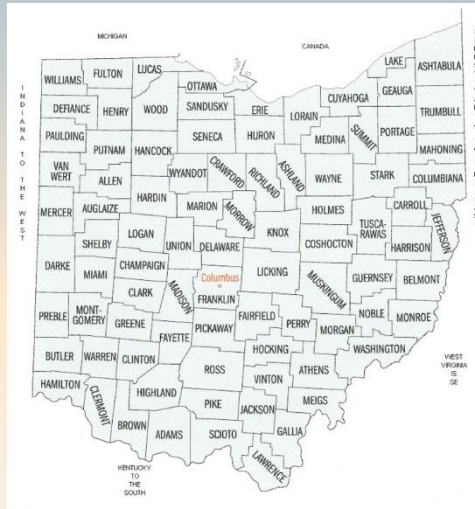 MICHIGAN
CANADA
INDIANA TO THE WEST
WILLIAMS
FULTON
LUCAS
OTTAWA
LAKE
ASHTABULA
GEAUGA
CUYAHOGA
DEFIANCE
HENRY
WOOD
SANDUSKY
ERIE
LORAIN
TRUMBULL
PAULDING
PUTNAM
HANCOCK
SENECA
HURON
MEDINA
SUMMIT
PORTAGE
MAHONING
VAN
WERT
ALLEN
WYANDOT
CRAWFORD
RICHLAND
ASHLAND
WAYNE
STARK
COLUMBIANA
MERCER
AUGLAIZE
HARDIN
MARION
MORROW
HOLMES
CARROLL
JEFFERSON
TUSCA-
RAWAS
LOGAN
UNION
DELAWARE
KNOX
COSHOCTON
HARRISON
SHELBY
DARKE
MIAMI
CHAMPAIGN
CLARK
MADISON
Columbus
FRANKLIN
LICKING
MUSKINGUM
GUERNSEY
BELMONT
PREBLE
MONT-
GOMERY
GREENE
PICKAWAY
FAIRFIELD
PERRY
MORGAN
NOBLE
MONROE
FAYETTE
WASHINGTON
BUTLER
WARREN
CLINTON
ROSS
HOCKING
ATHENS
WEST
VIRGINIA
IS
SE
VINTON
HAMILTON
CLERMONT
HIGHLAND
PIKE
JACKSON
MEIGS
BROWN
ADAMS
SCIOTO
GALLIA
LAWRENCE
KENTUCKY
TO
THE
SOUTH